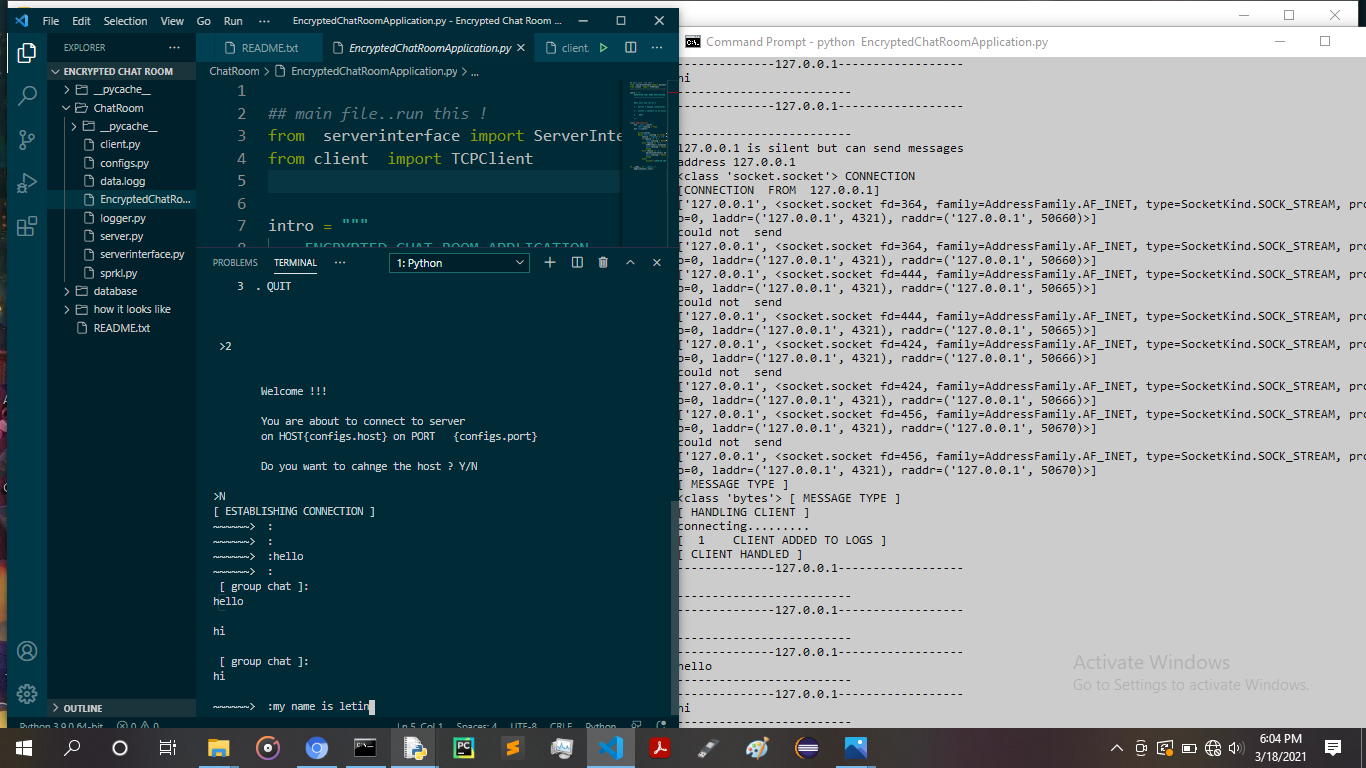 File Edit Selection View Go Run ··· EncryptedChatRoomApplication.py - Encrypted Chat Room ...
EXPLORER ···
ENCRYPTED CHAT ROOM
__pycache__
ChatRoom
__pycache__
client.py
configs.py
data.logg
EncryptedChatRo...
logger.py
server.py
serverinterface.py
sprkl.py
database
how it looks like
README.txt
OUTLINE
README.txt EncryptedChatRoomApplication.py client
ChatRoom > EncryptedChatRoomApplication.py > ...
1
2 ## main file..run this !
3 from serverinterface import ServerInte
4 from client import TCPClient
5
6
7 intro = """
8 ENCRYPTED CHAT ROOM APPLICATION
PROBLEMS TERMINAL ··· 1: Python
3 . QUIT
>2
Welcome !!!
You are about to connect to server
on HOST{configs.host} on PORT {configs.port}
Do you want to cahnge the host ? Y/N
>N
[ ESTABLISHING CONNECTION ]
~~~~~~> :
~~~~~~> :
~~~~~~> :hello
~~~~~~> :
[ group chat ]:
hello
hi
[ group chat ]:
hi
~~~~~~> :my name is letin
Python 3.9.0 64-bit 0 0 Ln 5, Col 1 Spaces: 4 UTF-8 CRLF Python
Command Prompt - python EncryptedChatRoomApplication.py
---------------127.0.0.1-------------------
hi
---------------------------
---------------127.0.0.1-------------------
---------------------------
127.0.0.1 is silent but can send messages
address 127.0.0.1
<class 'socket.socket'> CONNECTION
[CONNECTION FROM 127.0.0.1]
['127.0.0.1', <socket.socket fd=364, family=AddressFamily.AF_INET, type=SocketKind.SOCK_STREAM, pro
o=0, laddr=('127.0.0.1', 4321), raddr=('127.0.0.1', 50660)>]
could not send
['127.0.0.1', <socket.socket fd=364, family=AddressFamily.AF_INET, type=SocketKind.SOCK_STREAM, pro
o=0, laddr=('127.0.0.1', 4321), raddr=('127.0.0.1', 50660)>]
['127.0.0.1', <socket.socket fd=444, family=AddressFamily.AF_INET, type=SocketKind.SOCK_STREAM, pro
o=0, laddr=('127.0.0.1', 4321), raddr=('127.0.0.1', 50665)>]
could not send
['127.0.0.1', <socket.socket fd=444, family=AddressFamily.AF_INET, type=SocketKind.SOCK_STREAM, pro
o=0, laddr=('127.0.0.1', 4321), raddr=('127.0.0.1', 50665)>]
['127.0.0.1', <socket.socket fd=424, family=AddressFamily.AF_INET, type=SocketKind.SOCK_STREAM, pro
o=0, laddr=('127.0.0.1', 4321), raddr=('127.0.0.1', 50666)>]
could not send
['127.0.0.1', <socket.socket fd=424, family=AddressFamily.AF_INET, type=SocketKind.SOCK_STREAM, pro
o=0, laddr=('127.0.0.1', 4321), raddr=('127.0.0.1', 50666)>]
['127.0.0.1', <socket.socket fd=456, family=AddressFamily.AF_INET, type=SocketKind.SOCK_STREAM, pro
o=0, laddr=('127.0.0.1', 4321), raddr=('127.0.0.1', 50670)>]
could not send
['127.0.0.1', <socket.socket fd=456, family=AddressFamily.AF_INET, type=SocketKind.SOCK_STREAM, pro
o=0, laddr=('127.0.0.1', 4321), raddr=('127.0.0.1', 50670)>]
[ MESSAGE TYPE ]
<class 'bytes'> [ MESSAGE TYPE ]
[ HANDLING CLIENT ]
connecting.........
[ 1 CLIENT ADDED TO LOGS ]
[ CLIENT HANDLED ]
---------------127.0.0.1-------------------
---------------------------
---------------127.0.0.1-------------------
---------------------------
---------------127.0.0.1-------------------
hello
---------------------------
---------------127.0.0.1-------------------
hi
---------------------------
Activate Windows
Go to Settings to activate Windows.
6:04 PM
3/18/2021